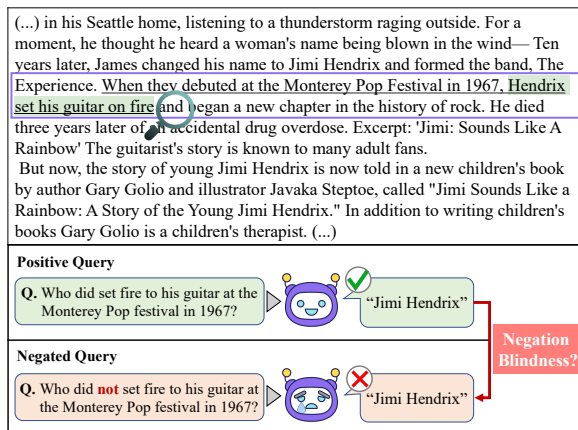 (...) in his Seattle home, listening to a thunderstorm raging outside. For a
moment, he thought he heard a woman's name being blown in the wind— Ten
years later, James changed his name to Jimi Hendrix and formed the band, The
Experience. When they debuted at the Monterey Pop Festival in 1967, Hendrix
set his guitar on fire and began a new chapter in the history of rock. He died
three years later of an accidental drug overdose. Excerpt: 'Jimi: Sounds Like A
Rainbow' The guitarist's story is known to many adult fans.
But now, the story of young Jimi Hendrix is now told in a new children's book
by author Gary Golio and illustrator Javaka Steptoe, called "Jimi Sounds Like a
Rainbow: A Story of the Young Jimi Hendrix." In addition to writing children's
books Gary Golio is a children's therapist. (...)
Positive Query
Q. Who did set fire to his guitar at the
Monterey Pop festival in 1967?
“Jimi Hendrix”
Negation
Blindness?
Negated Query
Q. Who did not set fire to his guitar at
the Monterey Pop festival in 1967?
“Jimi Hendrix”